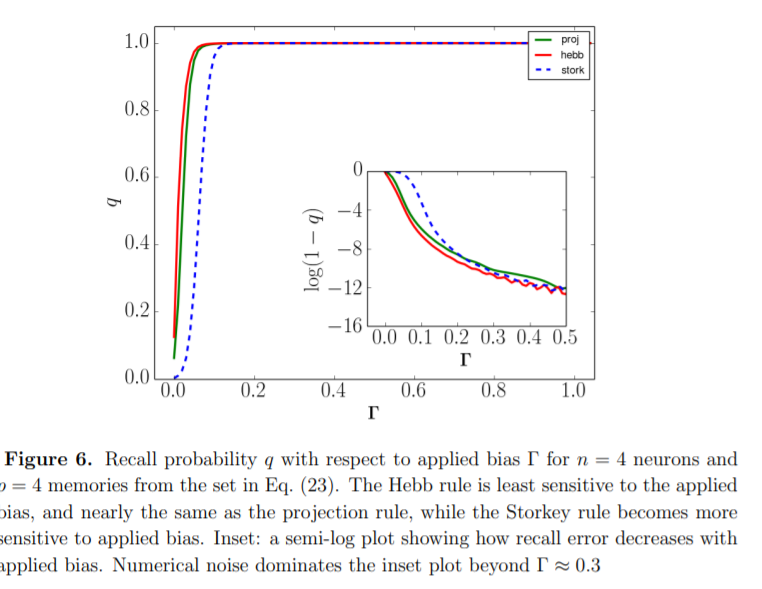 1.0
0.8
0.6
0.4
0.2
0.0
q
0.0 0.2 0.4 0.6 0.8 1.0
Γ
proj
hebb
stork
0
−4
−8
−12
−16
log(1 − q)
0.0 0.1 0.2 0.3 0.4 0.5
Γ
Figure 6. Recall probability q with respect to applied bias Γ for n = 4 neurons and
= 4 memories from the set in Eq. (23). The Hebb rule is least sensitive to the applied
bias, and nearly the same as the projection rule, while the Storkey rule becomes more
sensitive to applied bias. Inset: a semi-log plot showing how recall error decreases with
applied bias. Numerical noise dominates the inset plot beyond Γ ≈ 0.3